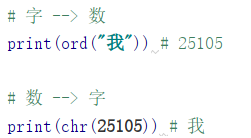 # 字 --> 数
print(ord("我")) # 25105
# 数 --> 字
print(chr(25105)) # 我